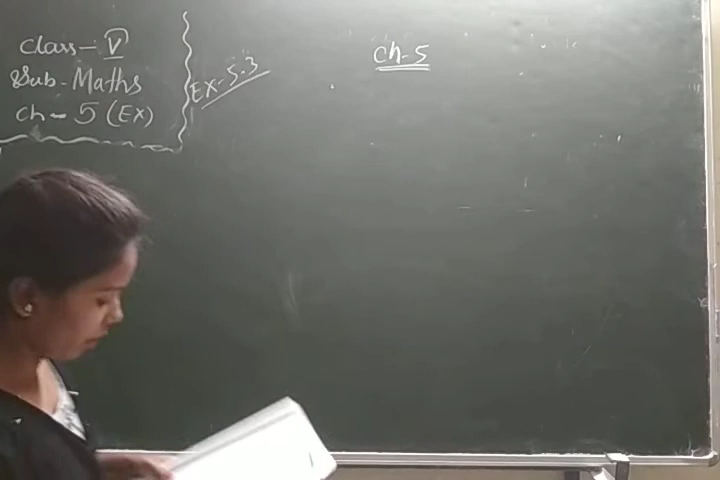 Class - V
Sub - Maths
Ch - 5 (Ex)
Ex - 5.3
Ch - 5